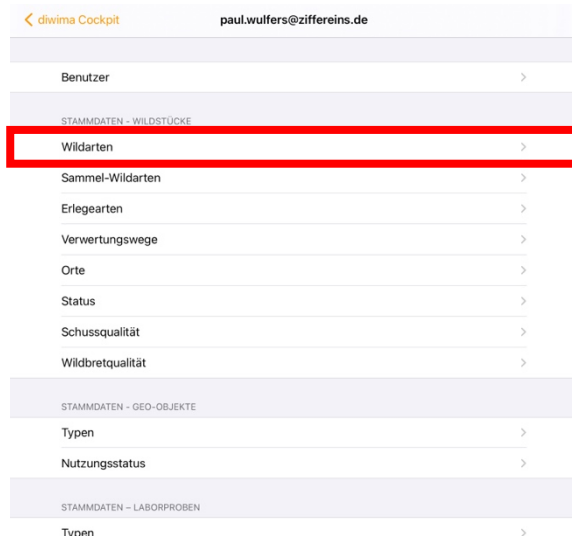 diwima Cockpit paul.wulfers@ziffereins.de
Benutzer
STAMMDATEN - WILDSTÜCKE
Wildarten
Sammel-Wildarten
Erlegearten
Verwertungswege
Orte
Status
Schussqualität
Wildbretqualität
STAMMDATEN - GEO-OBJEKTE
Typen
Nutzungsstatus
STAMMDATEN – LABORPROBEN
Typen